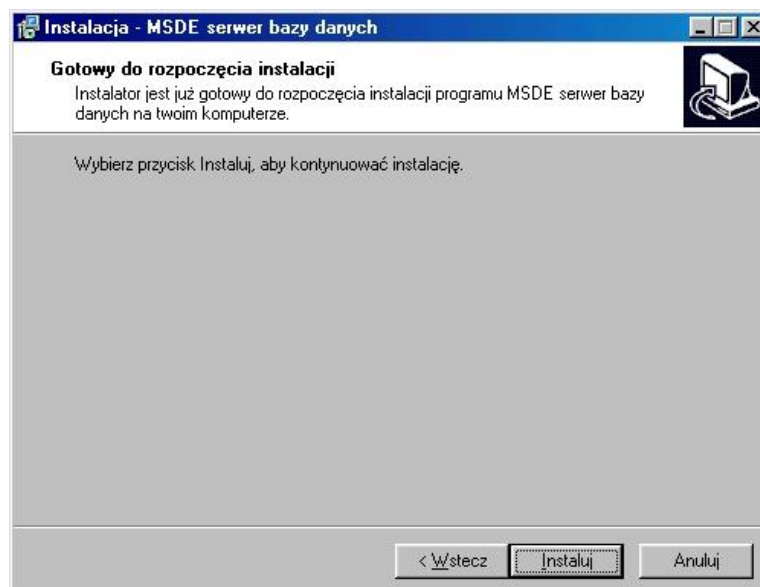 Instalacja - MSDE serwer bazy danych
Gotowy do rozpoczęcia instalacji
Instalator jest już gotowy do rozpoczęcia instalacji programu MSDE serwer bazy
danych na twoim komputerze.
Wybierz przycisk Instaluj, aby kontynuować instalację.
< Wstecz
Instaluj
Anuluj